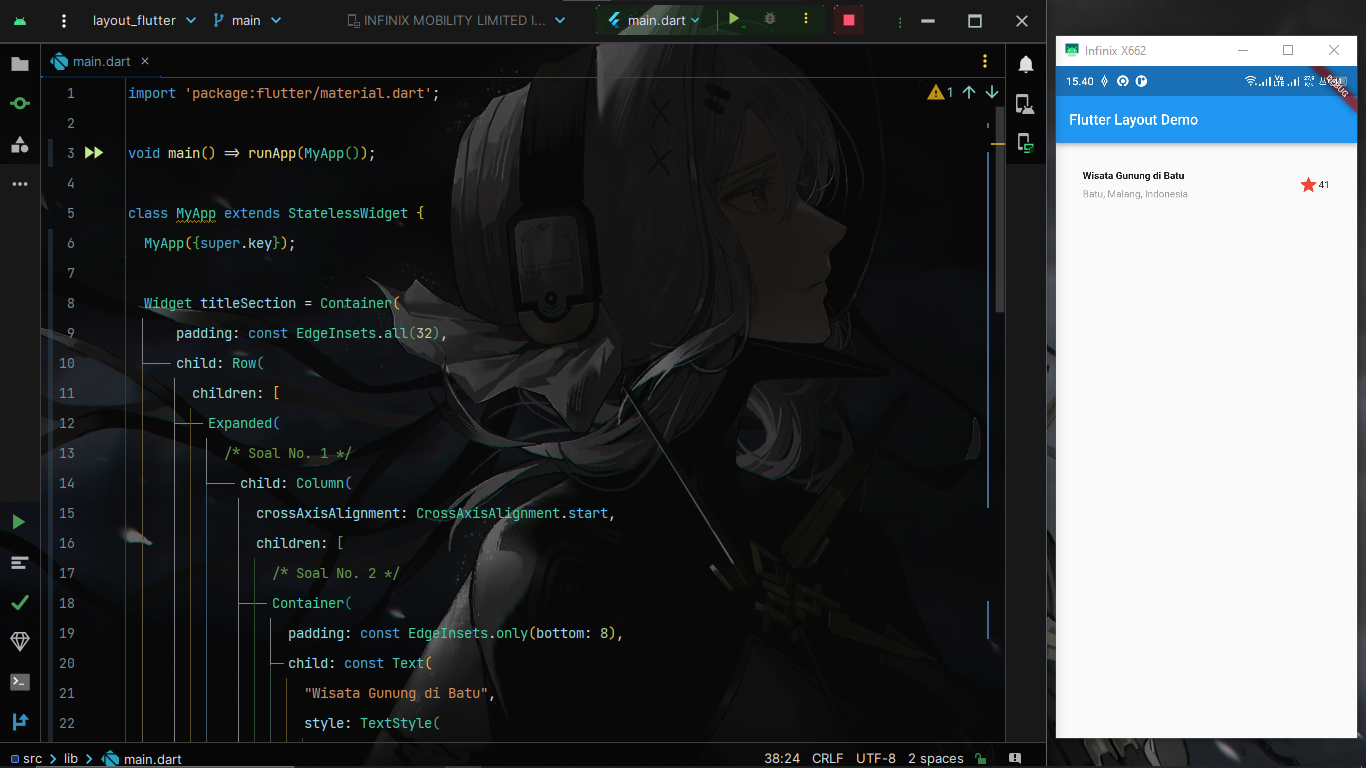 layout_flutter main INFINIX MOBILITY LIMITED I... main.dart
main.dart
1 import 'package:flutter/material.dart';
1
2
3 void main() => runApp(MyApp());
4
5 class MyApp extends StatelessWidget {
6 MyApp({super.key});
7
8 Widget titleSection = Container(
9 padding: const EdgeInsets.all(32),
10 child: Row(
11 children: [
12 Expanded(
13 /* Soal No. 1 */
14 child: Column(
15 crossAxisAlignment: CrossAxisAlignment.start,
16 children: [
17 /* Soal No. 2 */
18 Container(
19 padding: const EdgeInsets.only(bottom: 8),
20 child: const Text(
21 "Wisata Gunung di Batu",
22 style: TextStyle(
src > lib > main.dart
38:24 CRLF UTF-8 2 spaces
Infinix X662
15.40
Flutter Layout Demo
Wisata Gunung di Batu
41
Batu, Malang, Indonesia